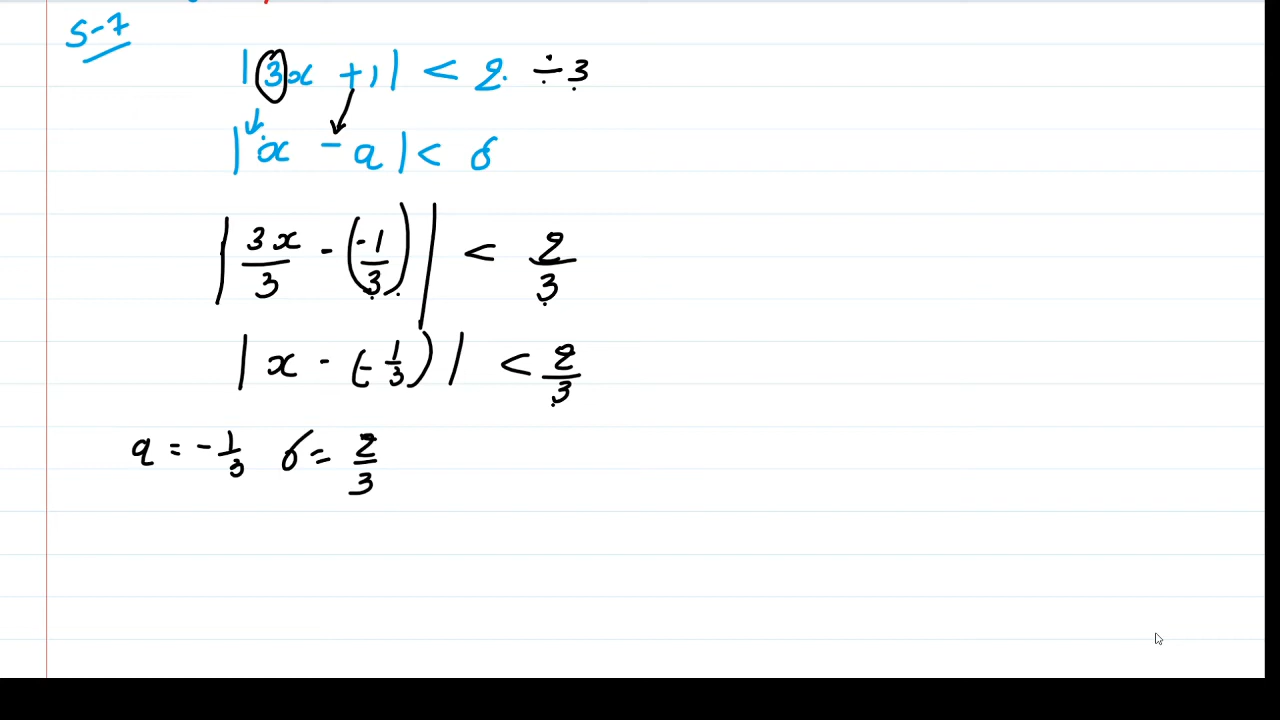 5-7
|3x + 1| < 2 ÷ 3
|x - a| < δ
|3x/3 - (-1/3)| < 2/3
|x - (-1/3)| < 2/3
a = -1/3 δ = 2/3